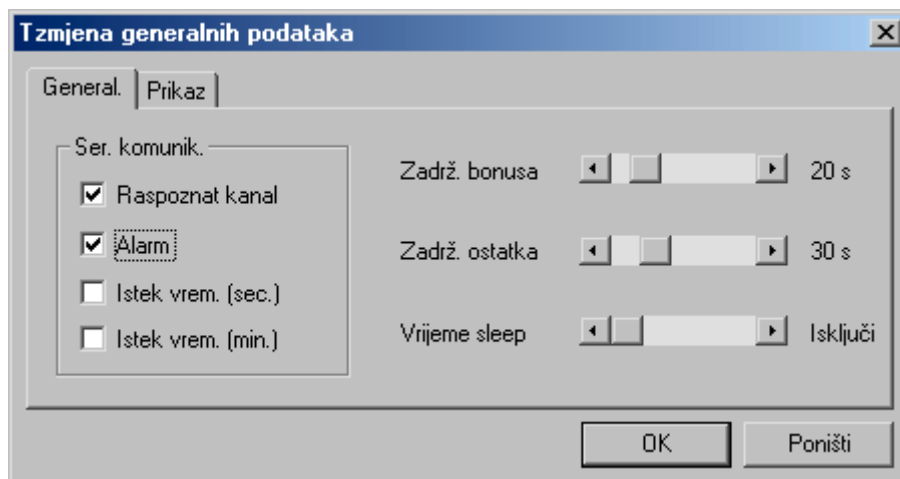 Tzmjena generalnih podataka
General.
Prikaz
Ser. komunik.
Raspoznat kanal
Alarm
Istek vrem. (sec.)
Istek vrem. (min.)
Zadrž. bonusa
20 s
Zadrž. ostatka
30 s
Vrijeme sleep
Isključi
OK
Poništi